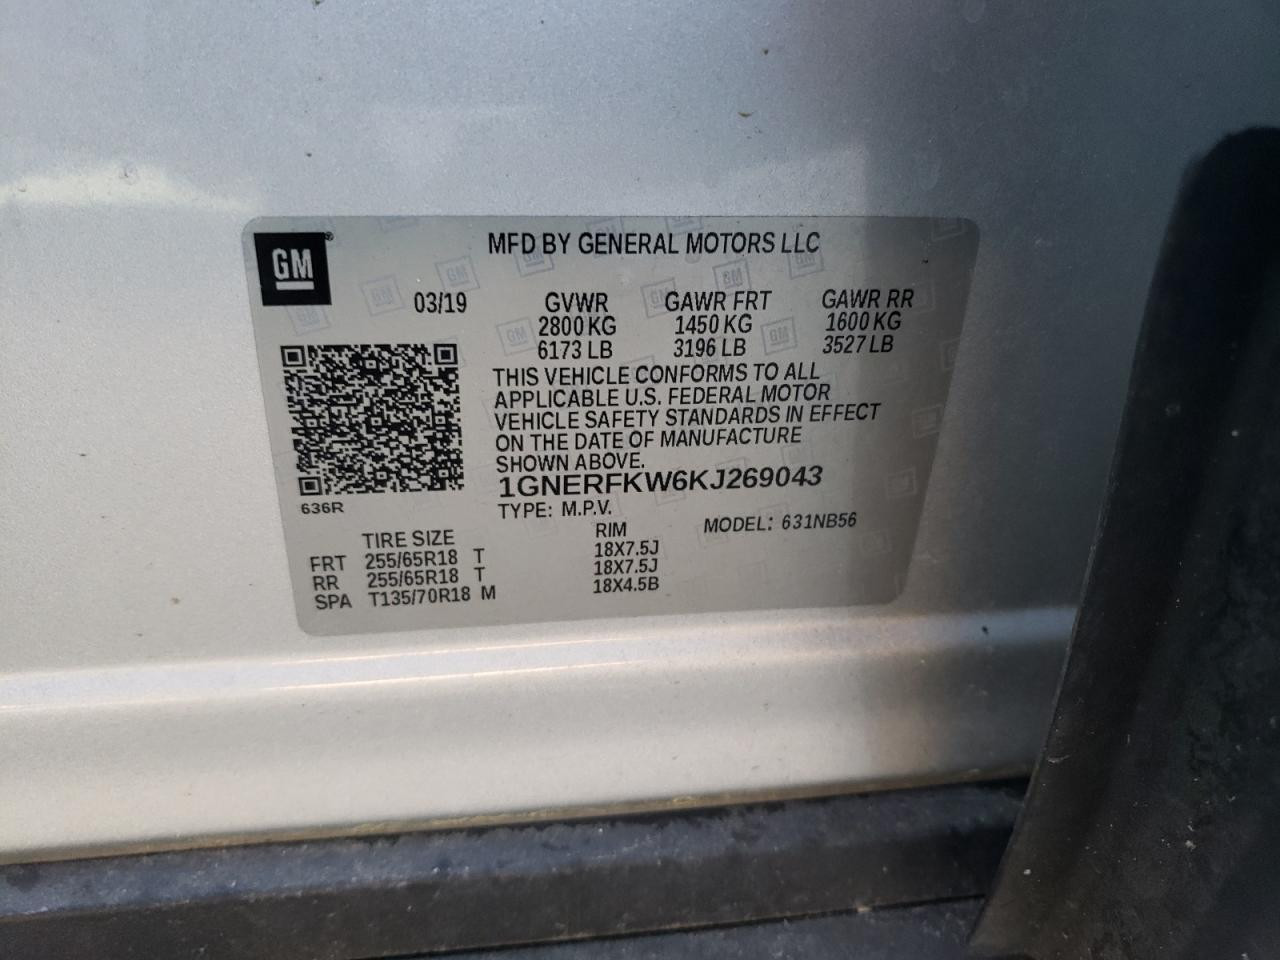 GM®
MFD BY GENERAL MOTORS LLC
03/19 GVWR GAWR FRT GAWR RR
2800 KG 1450 KG 1600 KG
6173 LB 3196 LB 3527 LB
THIS VEHICLE CONFORMS TO ALL
APPLICABLE U.S. FEDERAL MOTOR
VEHICLE SAFETY STANDARDS IN EFFECT
ON THE DATE OF MANUFACTURE
SHOWN ABOVE.
1GNERFKW6KJ269043
636R
TYPE: M.P.V. MODEL: 631NB56
TIRE SIZE RIM
FRT 255/65R18 T 18X7.5J
RR 255/65R18 T 18X7.5J
SPA T135/70R18 M 18X4.5B